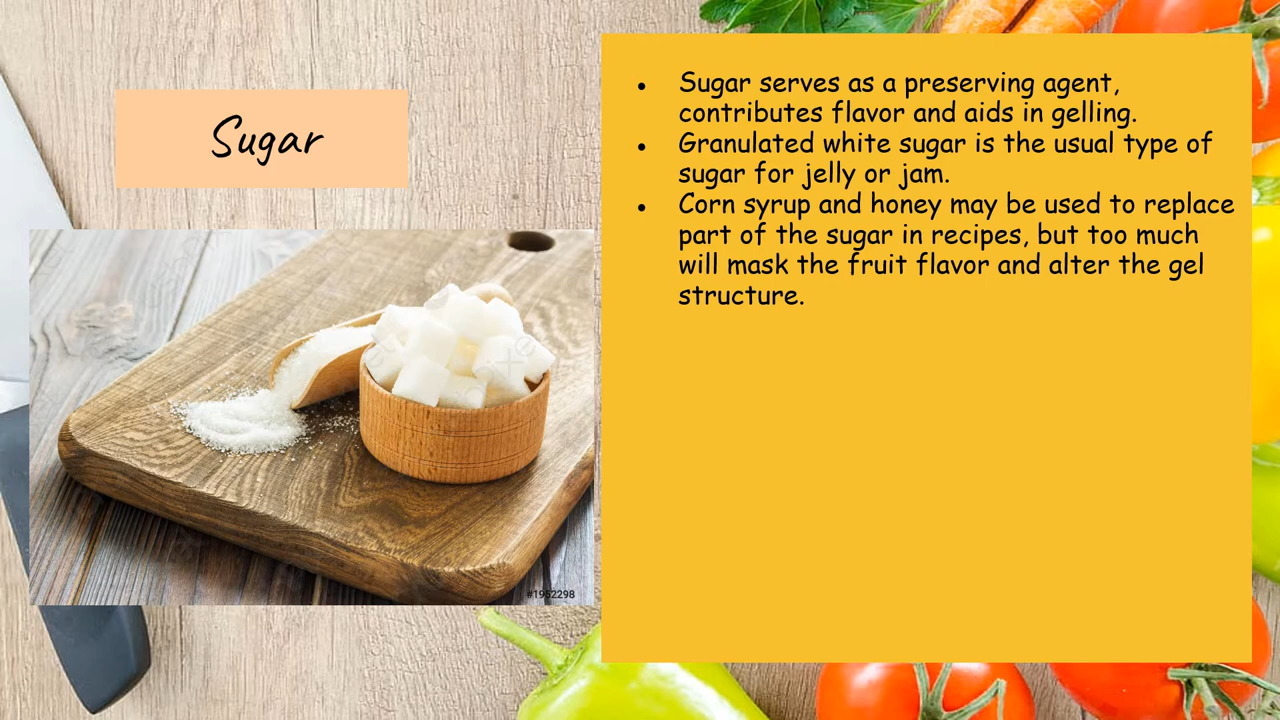 Sugar
• Sugar serves as a preserving agent,
contributes flavor and aids in gelling.
• Granulated white sugar is the usual type of
sugar for jelly or jam.
• Corn syrup and honey may be used to replace
part of the sugar in recipes, but too much
will mask the fruit flavor and alter the gel
structure.
#1952298